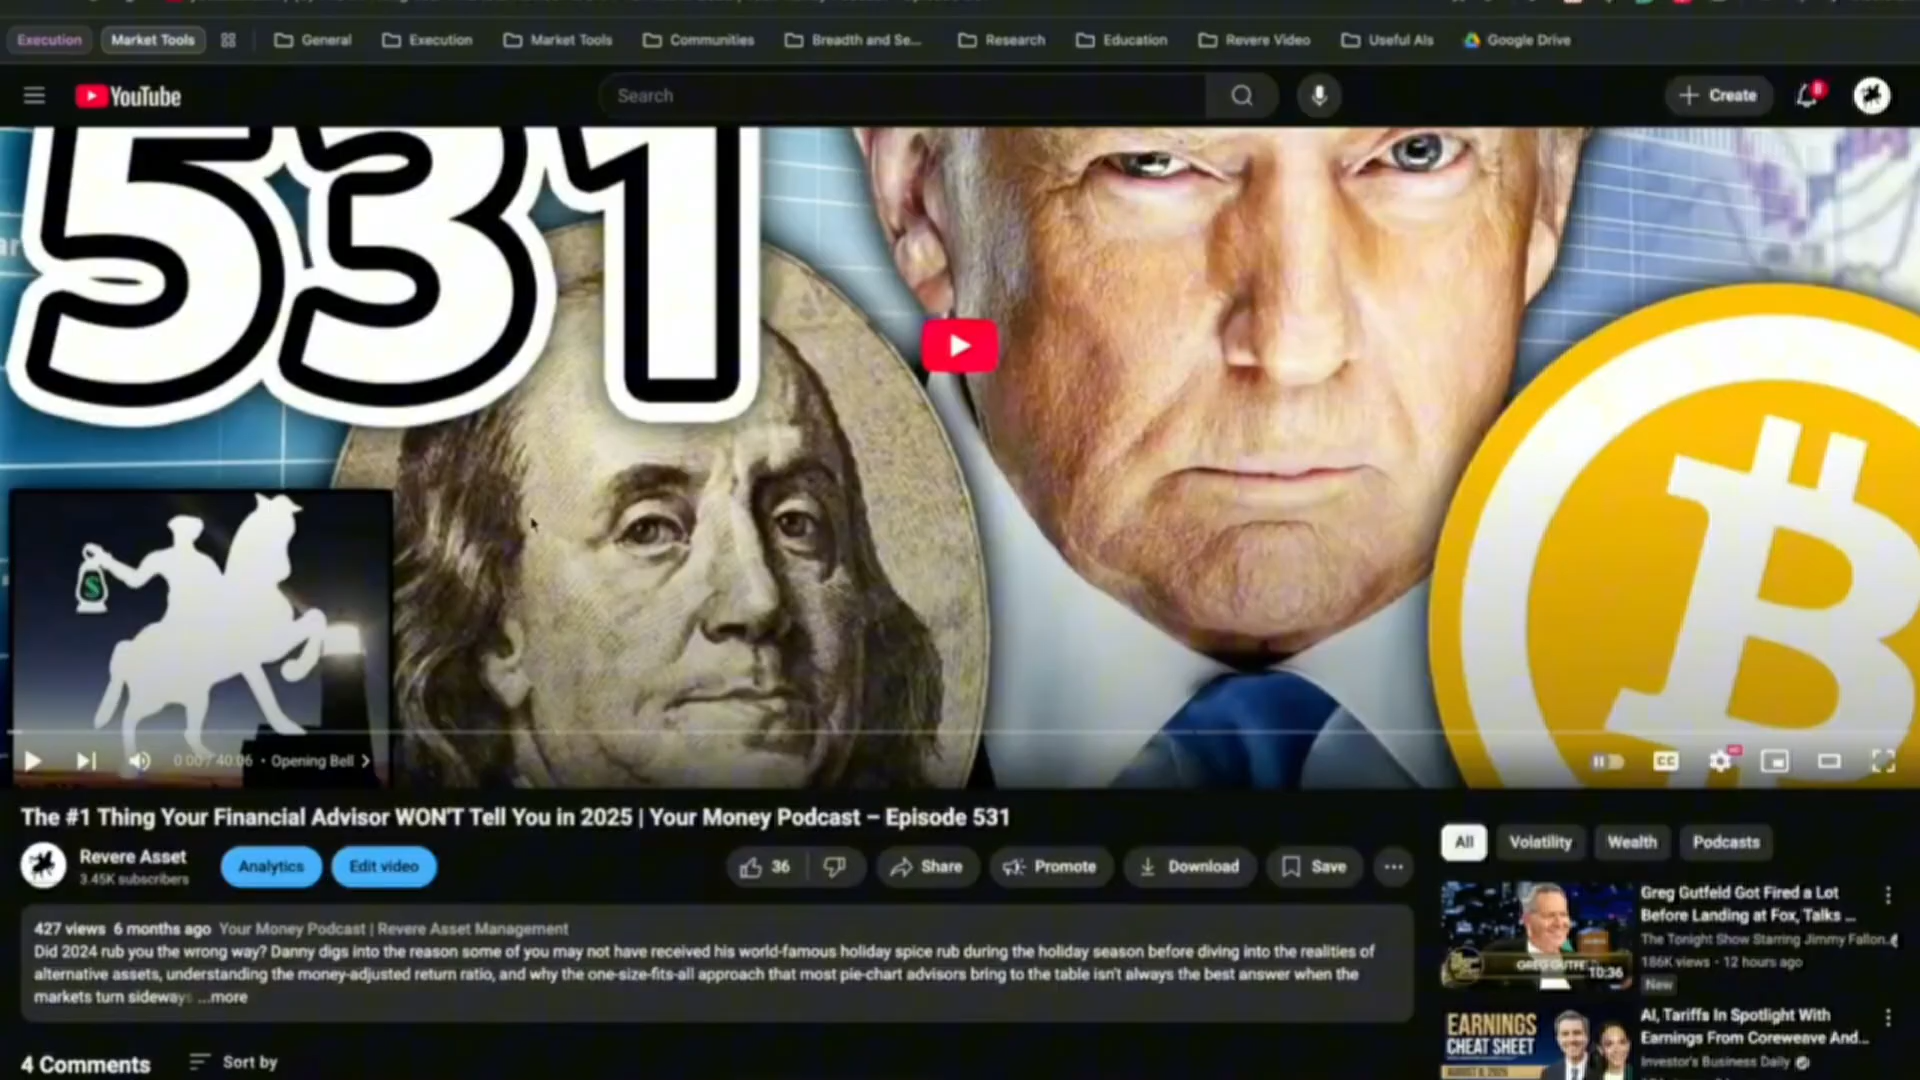 Execution
Market Tools
General
Execution
Market Tools
Communities
Breadth and Se...
Research
Education
Revere Video
Useful AIs
Google Drive
YouTube
Search
Create
8
531
B
$
0:00 / 40:06 • Opening Bell
CC
HD
The #1 Thing Your Financial Advisor WON'T Tell You in 2025 | Your Money Podcast – Episode 531
Revere Asset
3.45K subscribers
Analytics
Edit video
36
Share
Promote
Download
Save
427 views 6 months ago Your Money Podcast | Revere Asset Management
Did 2024 rub you the wrong way? Danny digs into the reason some of you may not have received his world-famous holiday spice rub during the holiday season before diving into the realities of
alternative assets, understanding the money-adjusted return ratio, and why the one-size-fits-all approach that most pie-chart advisors bring to the table isn't always the best answer when the
markets turn sideways ...more
4 Comments
Sort by
All
Volatility
Wealth
Podcasts
10:36
Greg Gutfeld Got Fired a Lot
Before Landing at Fox, Talks ...
The Tonight Show Starring Jimmy Fallon
186K views • 12 hours ago
New
EARNINGS
CHEAT SHEET
AI, Tariffs In Spotlight With
Earnings From Coreweave And...
Investor's Business Daily